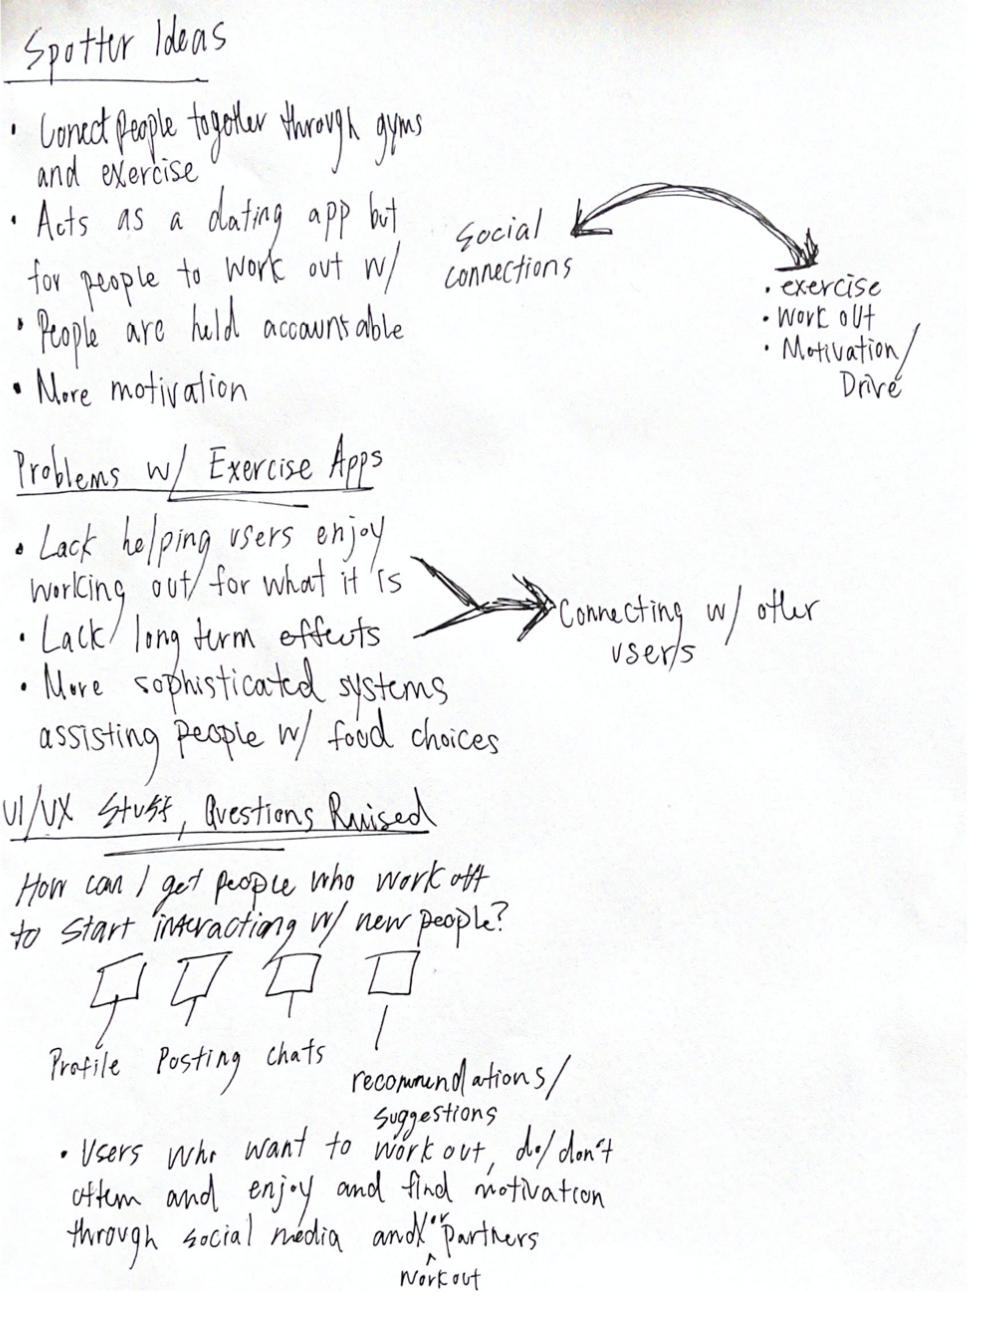 Spotter Ideas
• Conect people together through gyms
and exercise
• Acts as a dating app but
for people to work out w/
• People are held accountable
• More motivation
Social
connections
• exercise
• work out
• Motivation/
Drive
Problems w/ Exercise Apps
• Lack helping users enjoy
working out/ for what it is
• Lack/ long term effects
• More sophisticated systems
assisting people w/ food choices
Connecting w/ other
users
UI/UX Stuff, Questions Raised
How can I get people who work out
to start interacting w/ new people?
Profile Posting chats
recommendations/
suggestions
• Users who want to work out, do/don't
often and enjoy and find motivation
through social media and/or partners
^
workout